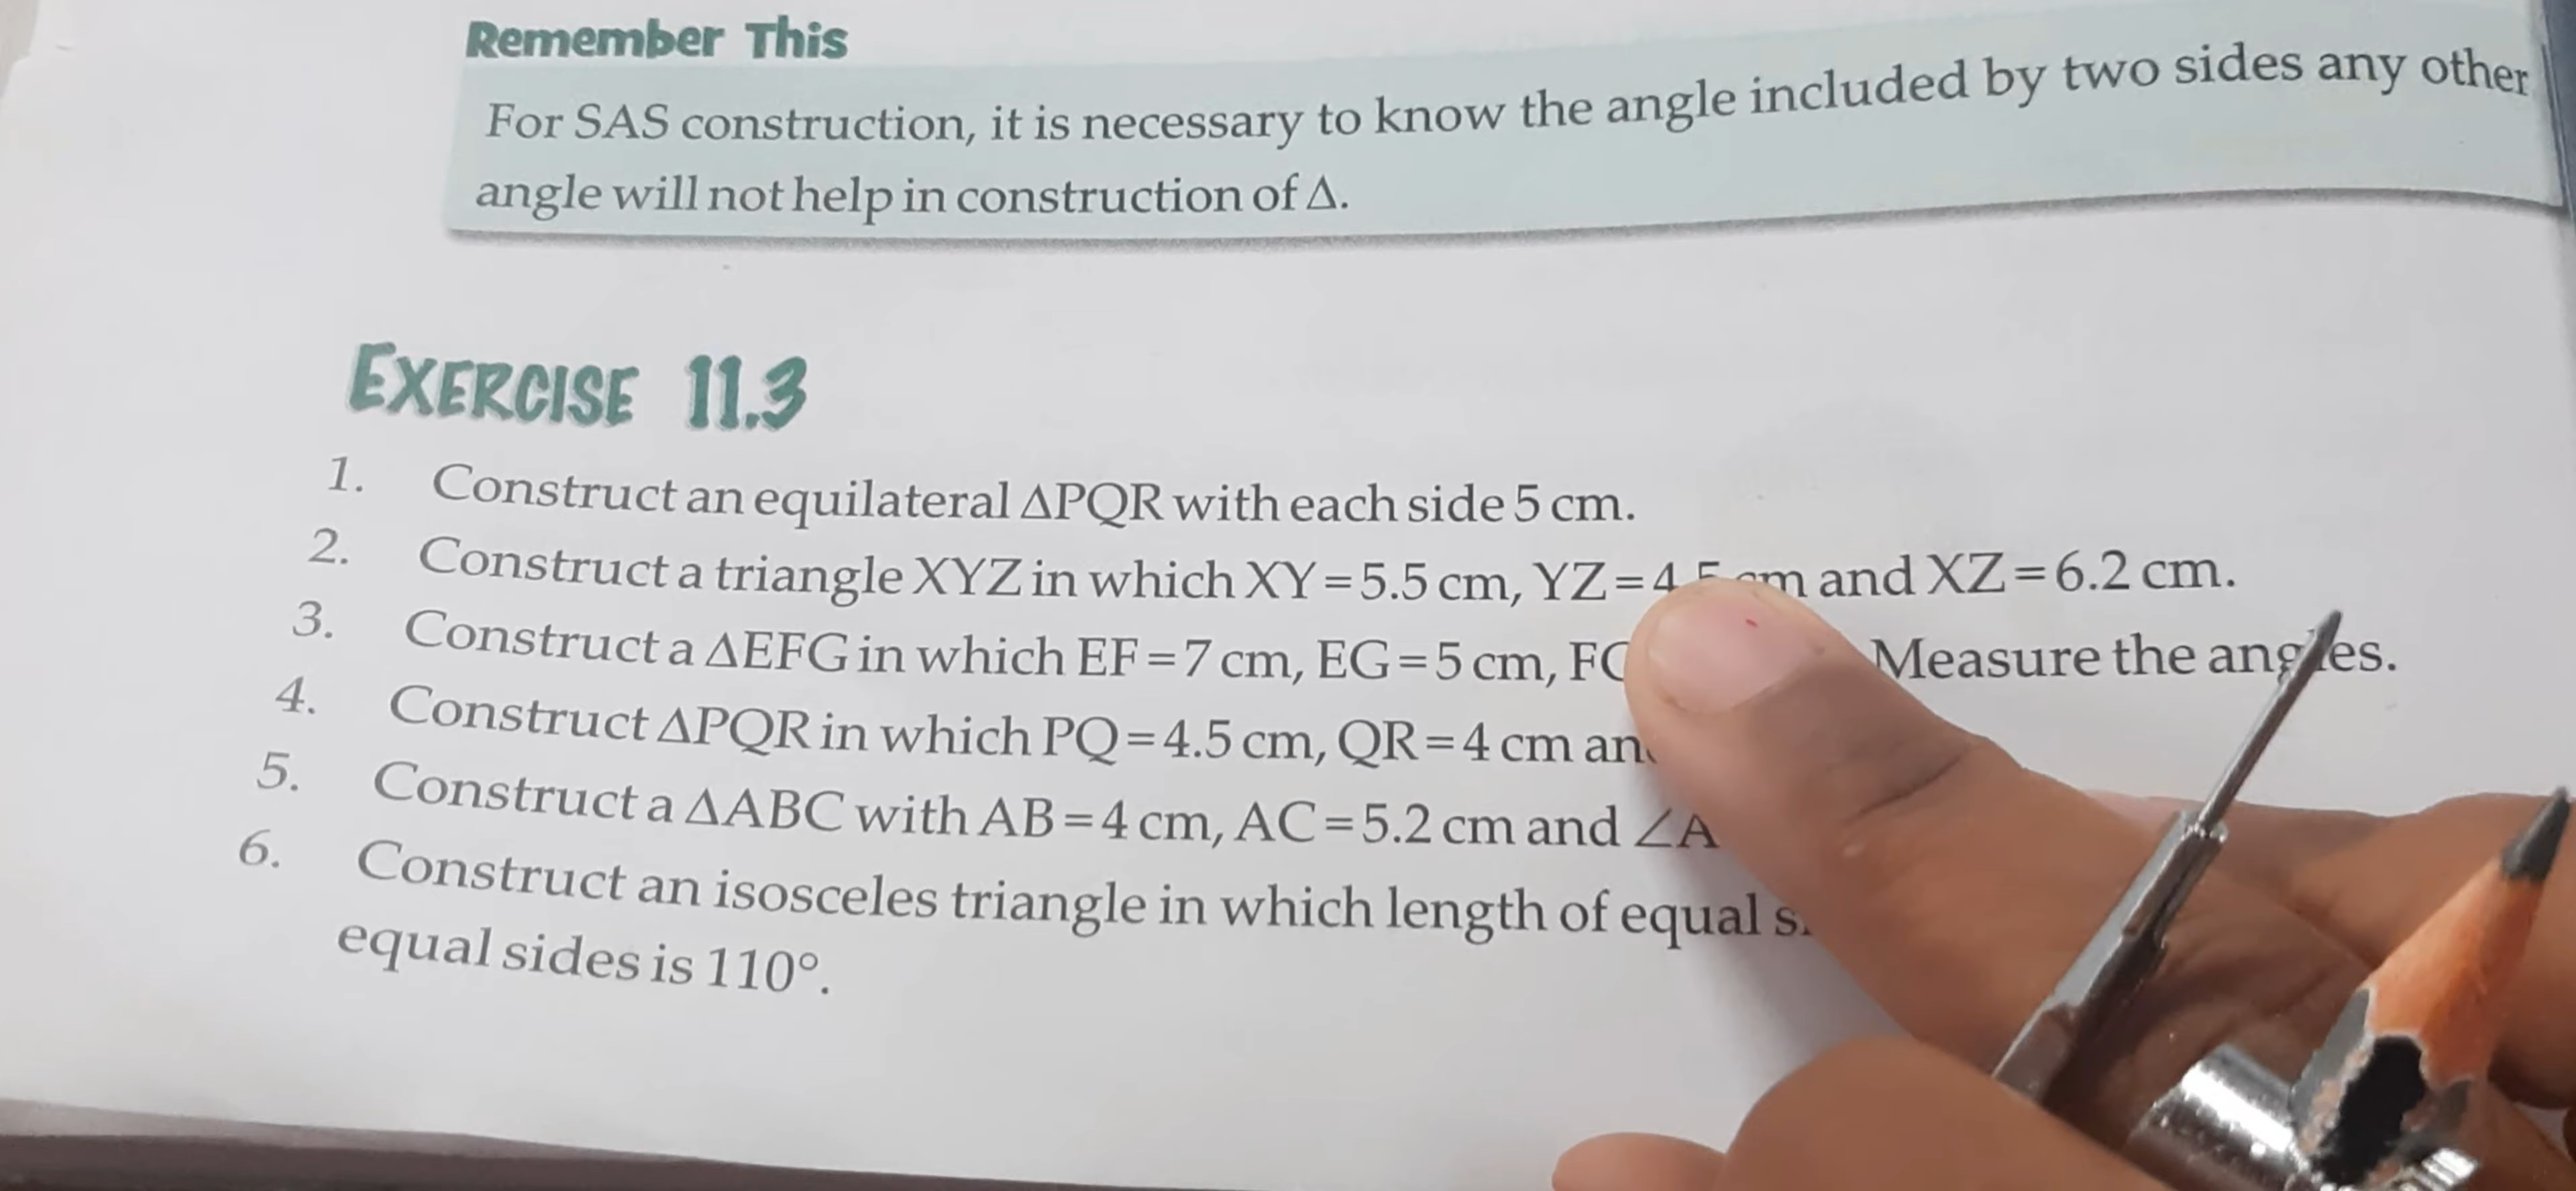 Remember This
For SAS construction, it is necessary to know the angle included by two sides any other
angle will not help in construction of Δ.
EXERCISE 11.3
1. Construct an equilateral ΔPQR with each side 5 cm.
2. Construct a triangle XYZ in which XY = 5.5 cm, YZ = 4.5 cm and XZ = 6.2 cm.
3. Construct a ΔEFG in which EF = 7 cm, EG = 5 cm, Measure the angles.
4. Construct ΔPQR in which PQ = 4.5 cm, QR = 4 cm
5. Construct a ΔABC with AB = 4 cm, AC = 5.2 cm and ∠A
6. Construct an isosceles triangle in which length of equal
equal sides is 110°.